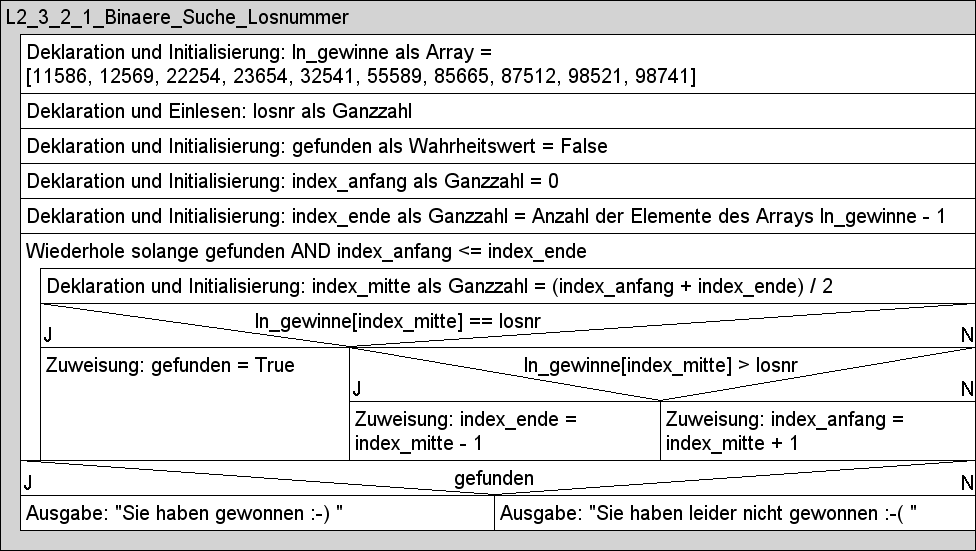 L2_3_2_1_Binaere_Suche_Losnummer
Deklaration und Initialisierung: ln_gewinne als Array =
[11586, 12569, 22254, 23654, 32541, 55589, 85665, 87512, 98521, 98741]
Deklaration und Einlesen: losnr als Ganzzahl
Deklaration und Initialisierung: gefunden als Wahrheitswert = False
Deklaration und Initialisierung: index_anfang als Ganzzahl = 0
Deklaration und Initialisierung: index_ende als Ganzzahl = Anzahl der Elemente des Arrays ln_gewinne - 1
Wiederhole solange gefunden AND index_anfang <= index_ende
Deklaration und Initialisierung: index_mitte als Ganzzahl = (index_anfang + index_ende) / 2
ln_gewinne[index_mitte] == losnr
J
N
Zuweisung: gefunden = True
ln_gewinne[index_mitte] > losnr
J
N
Zuweisung: index_ende =
index_mitte - 1
Zuweisung: index_anfang =
index_mitte + 1
gefunden
J
N
Ausgabe: "Sie haben gewonnen :-) "
Ausgabe: "Sie haben leider nicht gewonnen :-( "